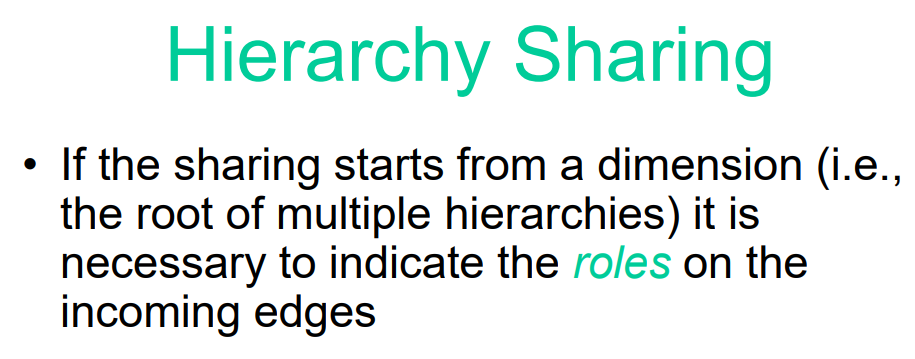 Hierarchy Sharing
• If the sharing starts from a dimension (i.e.,
the root of multiple hierarchies) it is
necessary to indicate the roles on the
incoming edges